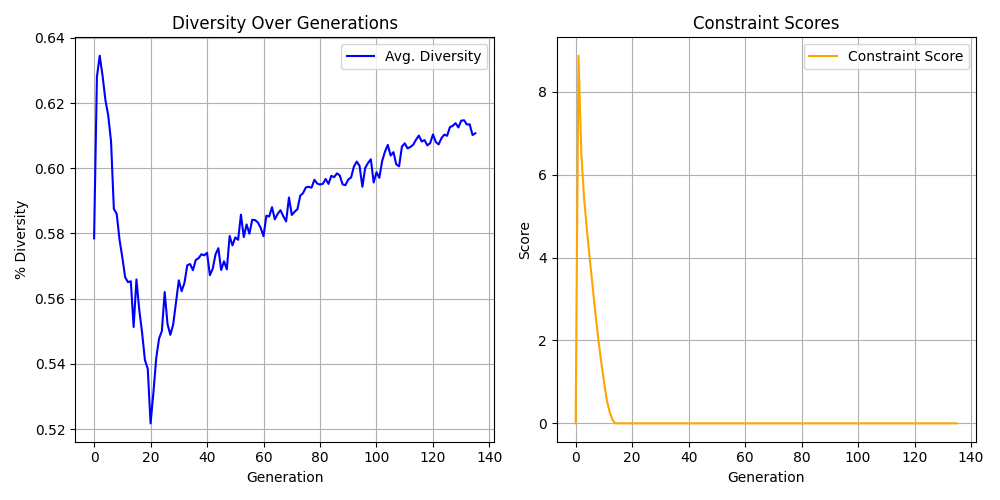 Diversity Over Generations
Avg. Diversity
% Diversity
0.64
0.62
0.60
0.58
0.56
0.54
0.52
0 20 40 60 80 100 120 140
Generation
Constraint Scores
Constraint Score
Score
8
6
4
2
0
0 20 40 60 80 100 120 140
Generation